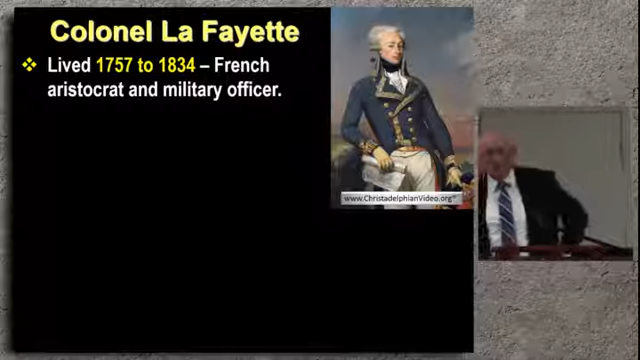 Colonel La Fayette
Lived 1757 to 1834 – French
aristocrat and military officer.
www.ChristadelphianVideo.org